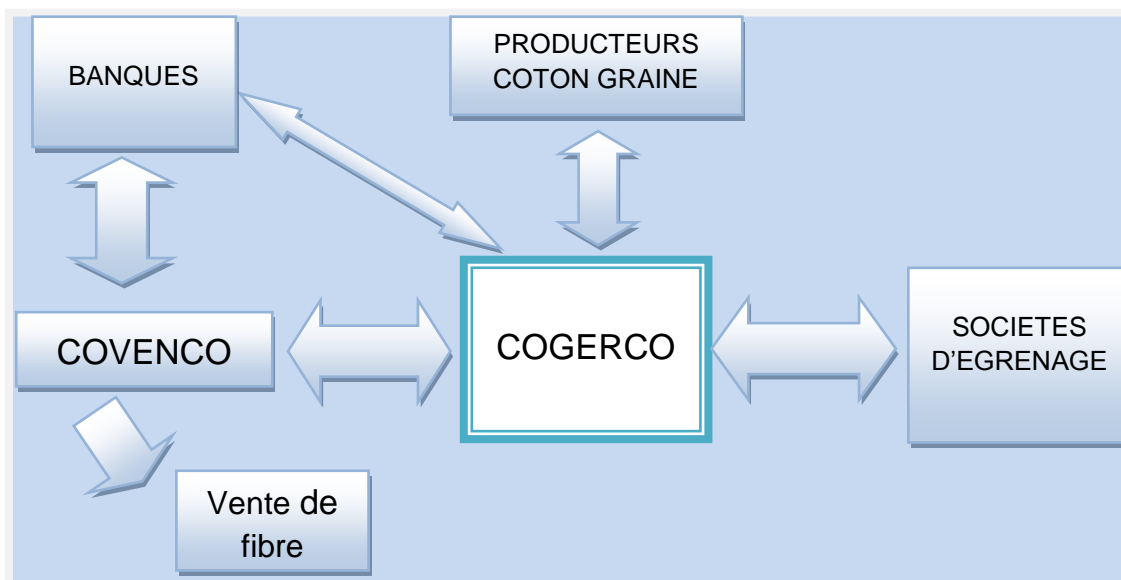 BANQUES
PRODUCTEURS
COTON GRAINE
COVENCO
COGERCO
SOCIETES
D'EGRENAGE
Vente de
fibre